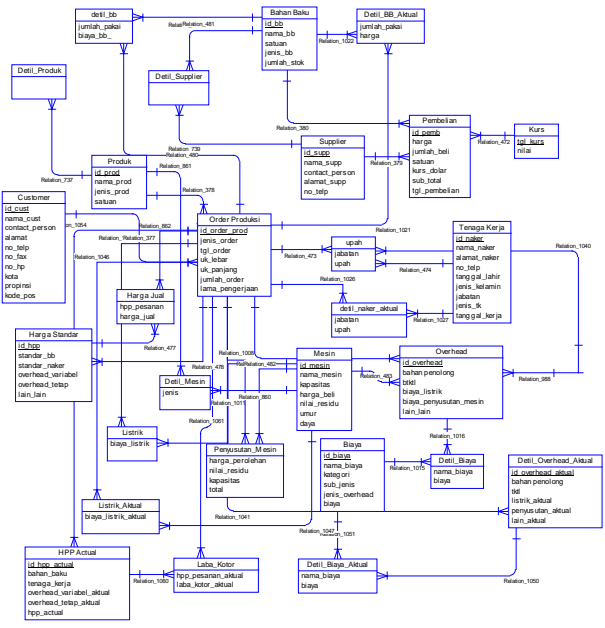 detil_bb
jumlah_pakai
biaya_bb_
Relation_481
Bahan Baku
id_bb
nama_bb
satuan
jenis_bb
jumlah_stok
Detil_BB_Aktual
jumlah_pakai
harga
Relation_1022
Detil_Produk
Detil_Supplier
Relation_380
Pembelian
id_pemb
harga
jumlah_beli
satuan
kurs_dolar
sub_total
tgl_pembelian
Relation_472
Kurs
tgl_kurs
nilai
Relation_739
Relation_480
Supplier
id_supp
nama_supp
contact_person
alamat_supp
no_telp
Relation_379
Relation_737
Produk
id_prod
nama_prod
jenis_prod
satuan
Relation_861
Relation_378
Customer
id_cust
nama_cust
contact_person
alamat
no_telp
no_fax
no_hp
kota
propinsi
kode_pos
Relation_862
Relation_1054
Relation_377
Relation_1046
Order Produksi
id_order_prod
jenis_order
tgl_order
uk_lebar
uk_panjang
jumlah_order
lama_pengerjaan
Relation_1021
upah
jabatan
upah
Relation_473
Relation_474
Relation_1026
Tenaga Kerja
id_naker
nama_naker
alamat_naker
no_telp
tanggal_lahir
jenis_kelamin
jabatan
jenis_tk
tanggal_kerja
Relation_1040
detil_naker_aktual
jabatan
upah
Relation_1027
Harga Jual
hpp_pesanan
harga_jual
Relation_477
Harga Standar
id_hpp
standar_bb
standar_naker
overhead_variabel
overhead_tetap
lain_lain
Relation_478
Relation_1008
Relation_482
Mesin
id_mesin
nama_mesin
kapasitas
harga_beli
nilai_residu
umur
daya
Relation_483
Overhead
id_overhead
bahan penolong
btktl
biaya_listrik
biaya_penyusutan_mesin
lain_lain
Relation_988
Detil_Mesin
jenis
Relation_1011
Relation_860
Relation_1061
Listrik
biaya_listrik
Penyusutan_Mesin
harga_perolehan
nilai_residu
kapasitas
total
Biaya
id_biaya
nama_biaya
kategori
sub_jenis
jenis_overhead
biaya
Relation_1016
Relation_1015
Detil_Biaya
nama_biaya
biaya
Detil_Overhead_Aktual
id_overhead_aktual
bahan penolong
tktl
listrik_aktual
penyusutan_aktual
lain_aktual
Listrik_Aktual
biaya_listrik_aktual
Relation_1041
Relation_1047
Relation_1051
HPP Actual
id_hpp_actual
bahan_baku
tenaga_kerja
overhead_variabel_aktual
overhead_tetap_aktual
hpp_actual
Relation_1060
Laba_Kotor
hpp_pesanan_aktual
laba_kotor_aktual
Detil_Biaya_Aktual
nama_biaya
biaya
Relation_1050